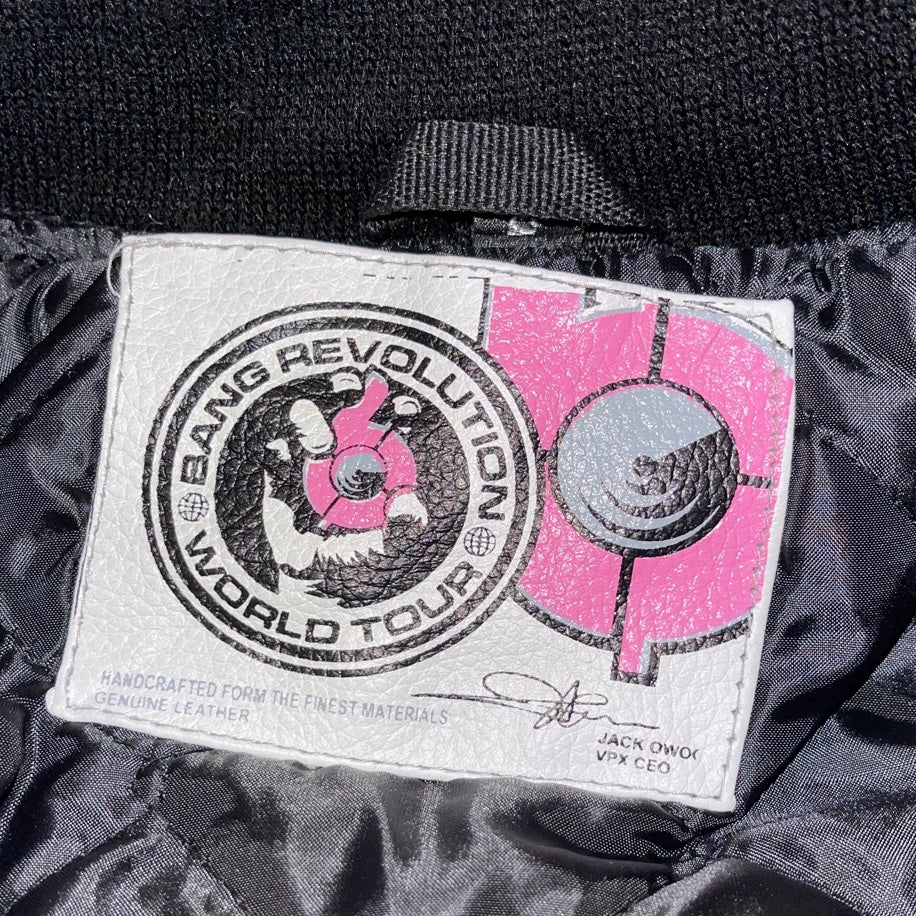 BANG REVOLUTION
WORLD TOUR
HANDCRAFTED FORM THE FINEST MATERIALS
GENUINE LEATHER
JACK OWOC
VPX CEO